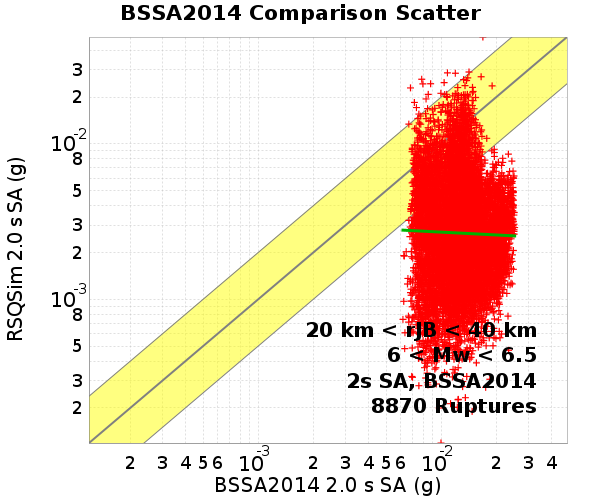 BSSA2014 Comparison Scatter
RSQSim 2.0 s SA (g)
3
2
10^-2
8
5
3
2
10^-3
8
5
3
2
20 km < rJB < 40 km
6 < Mw < 6.5
2s SA, BSSA2014
8870 Ruptures
2 3 4 5 6 10^-3 2 3 4 5 6 10^-2 2 3 4
BSSA2014 2.0 s SA (g)